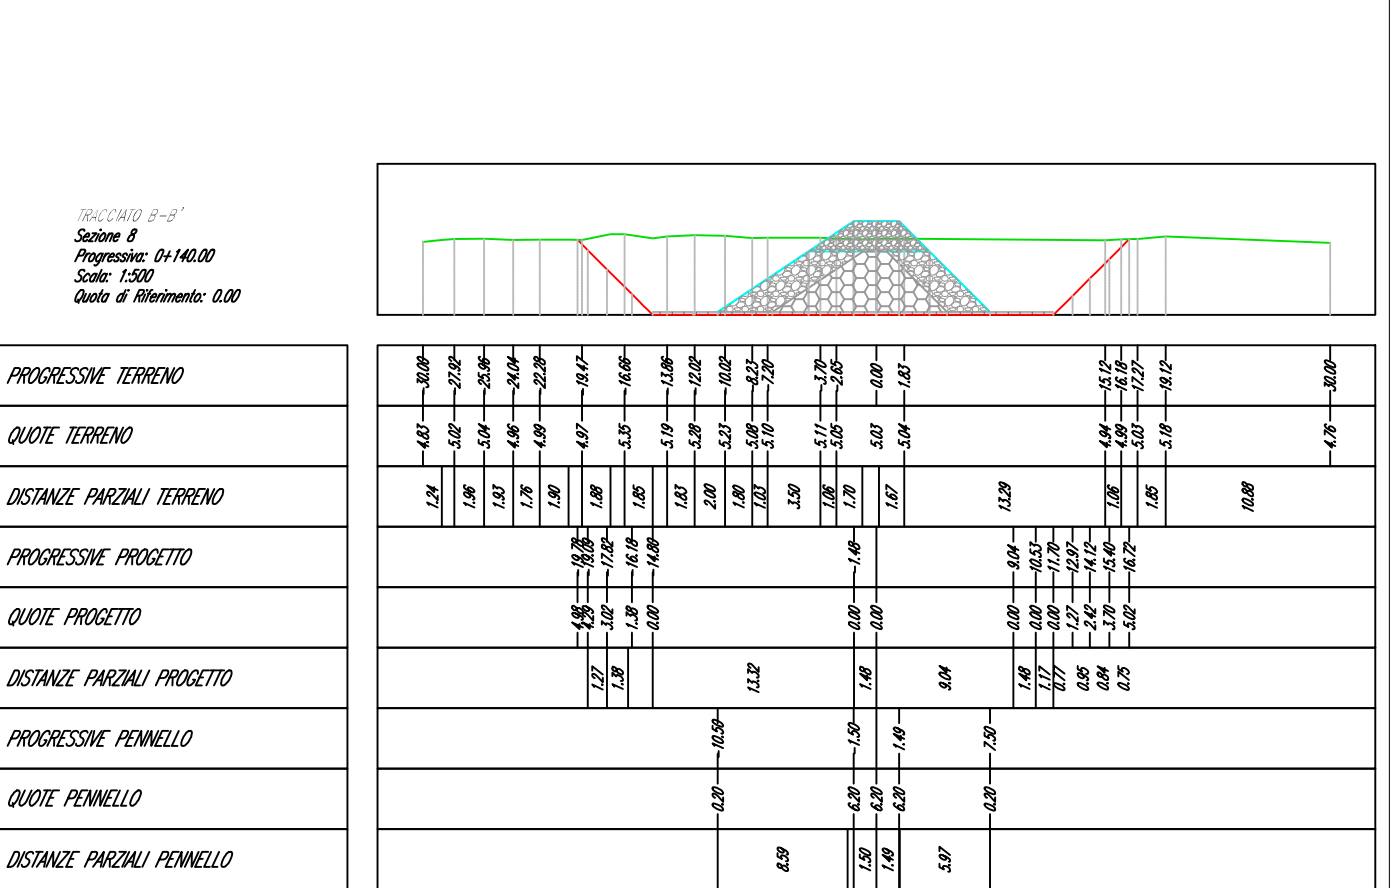 TRACCIATO B-B'
Sezione 8
Progressiva: 0+140.00
Scala: 1:500
Quota di Riferimento: 0.00
PROGRESSIVE TERRENO
-30.00 -27.92 -25.96 -24.04 -22.28 -19.47 -16.66 -13.86 -12.02 -10.02 -8.23 -7.20 -3.70 -2.65 0.00 1.83 15.12 16.18 17.27 19.12 30.00
QUOTE TERRENO
4.83 5.02 5.04 4.96 4.99 4.97 5.35 5.19 5.28 5.23 5.08 5.10 5.11 5.05 5.03 5.04 4.94 4.99 5.03 5.18 4.76
DISTANZE PARZIALI TERRENO
1.24 1.96 1.93 1.76 1.90 1.88 1.85 1.83 2.00 1.80 1.03 3.50 1.06 1.70 1.67 13.29 1.06 1.85 10.88
PROGRESSIVE PROGETTO
-19.78 -19.09 -17.82 -16.18 -14.80 -1.48 9.04 10.53 11.70 12.97 14.12 15.40 16.72
QUOTE PROGETTO
4.98 4.29 3.02 1.38 0.00 0.00 0.00 0.00 0.00 0.00 1.27 2.42 3.70 5.02
DISTANZE PARZIALI PROGETTO
1.27 1.38 13.32 1.48 9.04 1.48 1.17 0.77 0.95 0.84 0.75
PROGRESSIVE PENNELLO
-10.50 -1.50 1.49 7.50
QUOTE PENNELLO
0.20 6.20 6.20 6.20 0.20
DISTANZE PARZIALI PENNELLO
8.59 1.50 1.49 5.97